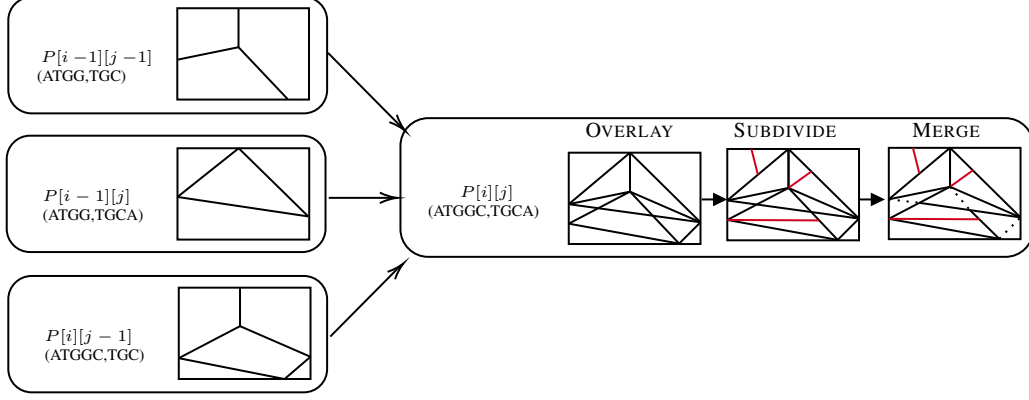 P[i − 1][j − 1]
(ATGG,TGC)
P[i − 1][j]
(ATGG,TGCA)
P[i][j − 1]
(ATGGC,TGC)
P[i][j]
(ATGGC,TGCA)
OVERLAY SUBDIVIDE MERGE